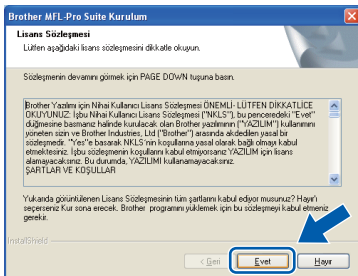 Brother MFL-Pro Suite Kurulum
Lisans Sözleşmesi
Lütfen aşağıdaki lisans sözleşmesini dikkatle okuyun.
Sözleşmenin devamını görmek için PAGE DOWN tuşuna basın.
Brother Yazılımı için Nihai Kullanıcı Lisans Sözleşmesi ÖNEMLİ- LÜTFEN DİKKATLİCE
OKUYUNUZ: İşbu Nihai Kullanıcı Lisans Sözleşmesi ("NKLS"), bu penceredeki "Evet"
düğmesine basmanız halinde kurulacak olan Brother yazılımının ("YAZILIM") kullanımını
yöneten sizin ve Brother Industries, Ltd ("Brother") arasında akdedilen yasal bir
sözleşmedir. "Yes"e basarak NKLS'nin koşullarına yasal olarak bağlı olmayı kabul
etmektesiniz. İşbu sözleşmenin koşullarını kabul etmiyorsanız YAZILIM için lisans
alamayacaksınız. Bu durumda, YAZILIMI kullanamayacaksınız.
ŞARTLAR VE KOŞULLAR
Yukarıda görüntülenen Lisans Sözleşmesinin tüm şartlarını kabul ediyor musunuz? Hayır'ı
seçerseniz Kur sona erecek. Brother programını yüklemek için bu sözleşmeyi kabul etmeniz
gerekir.
InstallShield
< Geri Evet Hayır